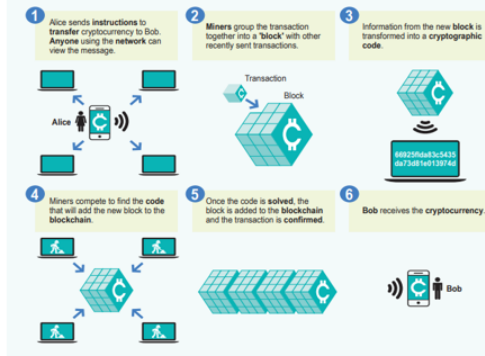 1
Alice sends instructions to
transfer cryptocurrency to Bob.
Anyone using the network can
view the message.
Alice
2
Miners group the transaction
together into a 'block' with other
recently sent transactions.
Transaction
Block
3
Information from the new block is
transformed into a cryptographic
code.
66925flda83c5435
da73d81e013974d
4
Miners compete to find the code
that will add the new block to the
blockchain.
5
Once the code is solved, the
block is added to the blockchain
and the transaction is confirmed.
6
Bob receives the cryptocurrency.
Bob